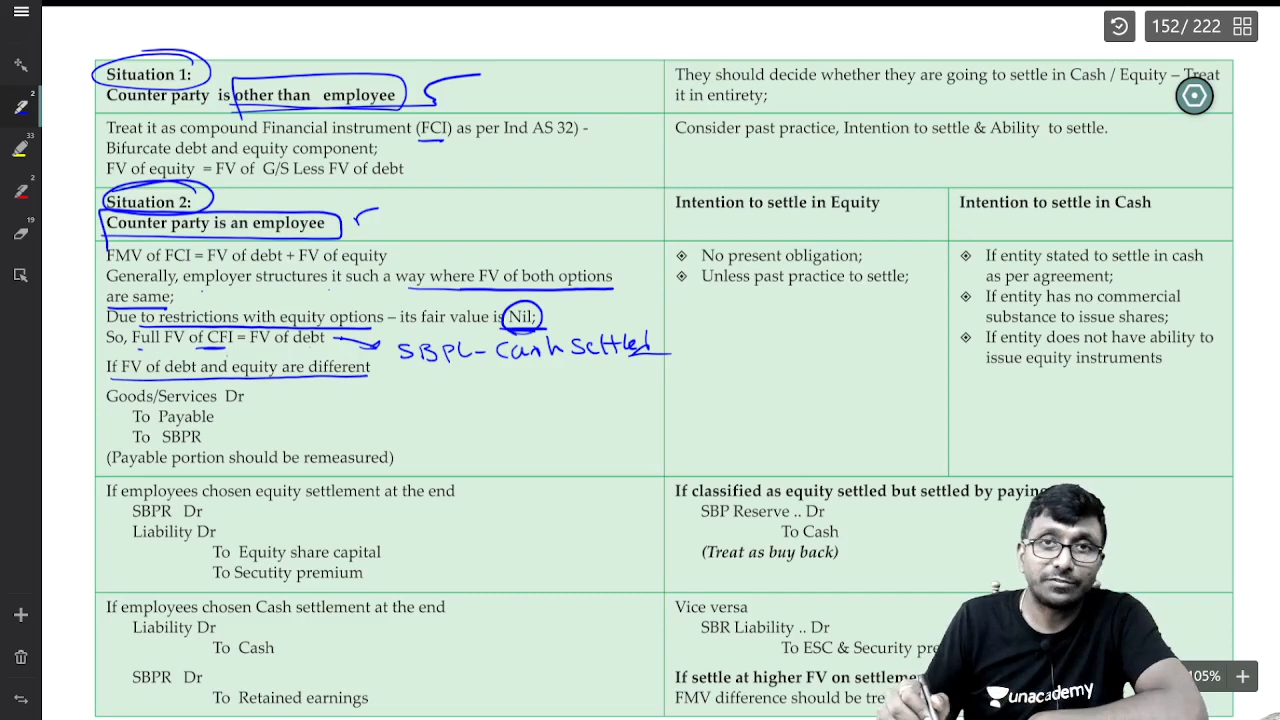 152 / 222
Situation 1:
Counter party is other than employee
They should decide whether they are going to settle in Cash / Equity – Treat
it in entirety;
Treat it as compound Financial instrument (FCI) as per Ind AS 32) -
Bifurcate debt and equity component;
FV of equity = FV of G/S Less FV of debt
Consider past practice, Intention to settle & Ability to settle.
Situation 2:
Counter party is an employee
Intention to settle in Equity
Intention to settle in Cash
FMV of FCI = FV of debt + FV of equity
Generally, employer structures it such a way where FV of both options
are same;
Due to restrictions with equity options – its fair value is Nil;
So, Full FV of CFI = FV of debt
SBPL - Cash Settled
If FV of debt and equity are different
Goods/Services Dr
To Payable
To SBPR
(Payable portion should be remeasured)
No present obligation;
Unless past practice to settle;
If entity stated to settle in cash
as per agreement;
If entity has no commercial
substance to issue shares;
If entity does not have ability to
issue equity instruments
If employees chosen equity settlement at the end
SBPR Dr
Liability Dr
To Equity share capital
To Secutity premium
If classified as equity settled but settled by paying
SBP Reserve .. Dr
To Cash
(Treat as buy back)
If employees chosen Cash settlement at the end
Liability Dr
To Cash
SBPR Dr
To Retained earnings
Vice versa
SBR Liability .. Dr
To ESC & Security
If settle at higher FV on
FMV difference should be
unacademy
105%
2
33
2
19